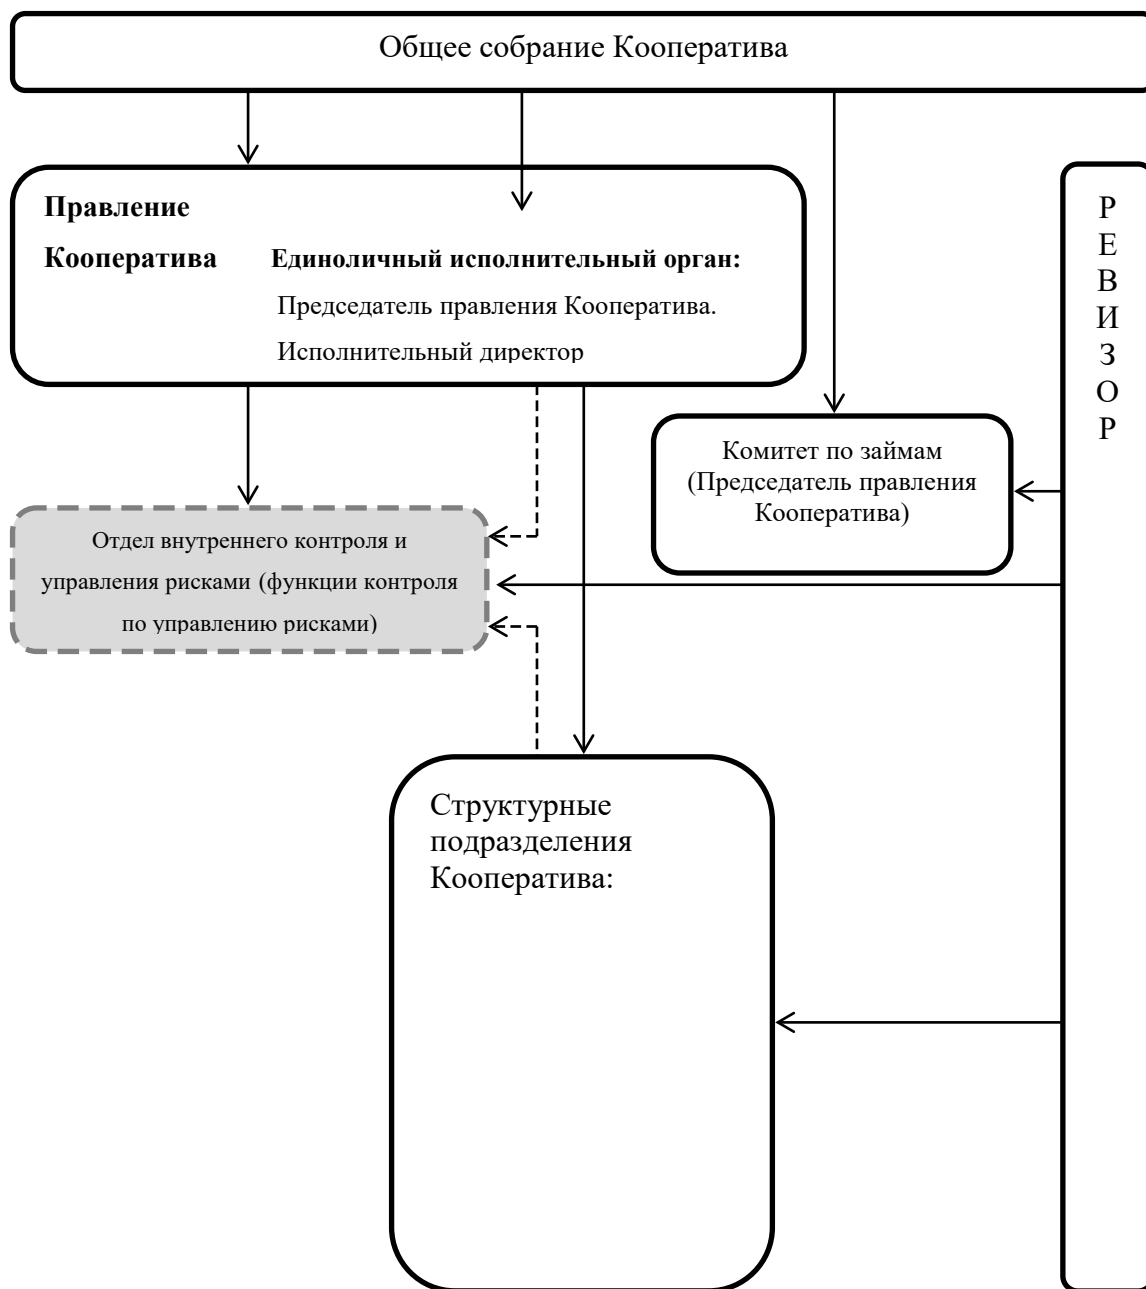 Общее собрание Кооператива
Правление
Кооператива
Единоличный исполнительный орган:
Председатель правления Кооператива.
Исполнительный директор
Р
Е
В
И
З
О
Р
Комитет по займам
(Председатель правления
Кооператива)
Отдел внутреннего контроля и
управления рисками (функции контроля
по управлению рисками)
Структурные
подразделения
Кооператива: